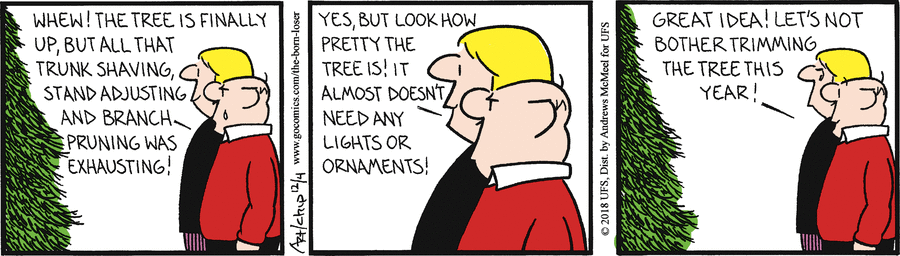 WHEW! THE TREE IS FINALLY
UP, BUT ALL THAT
TRUNK SHAVING,
STAND ADJUSTING
AND BRANCH
PRUNING WAS
EXHAUSTING!
Art/chip 12/4
www.gocomics.com/the-born-loser
YES, BUT LOOK HOW
PRETTY THE
TREE IS! IT
ALMOST DOESN'T
NEED ANY
LIGHTS OR
ORNAMENTS!
© 2018 UFS, Dist. by Andrews McMeel for UFS
GREAT IDEA! LET'S NOT
BOTHER TRIMMING
THE TREE THIS
YEAR!